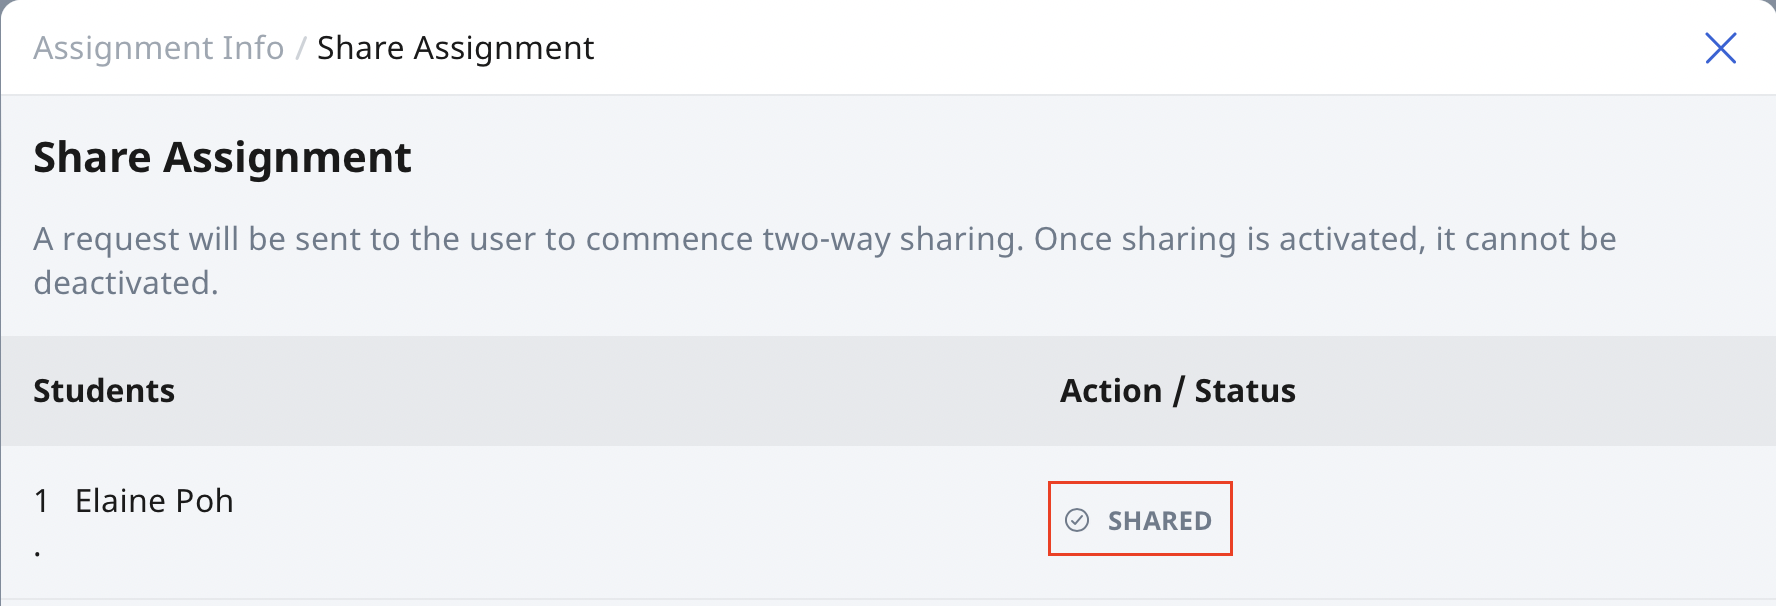 Assignment Info / Share Assignment
Share Assignment
A request will be sent to the user to commence two-way sharing. Once sharing is activated, it cannot be
deactivated.
Students Action / Status
1 Elaine Poh
.
SHARED